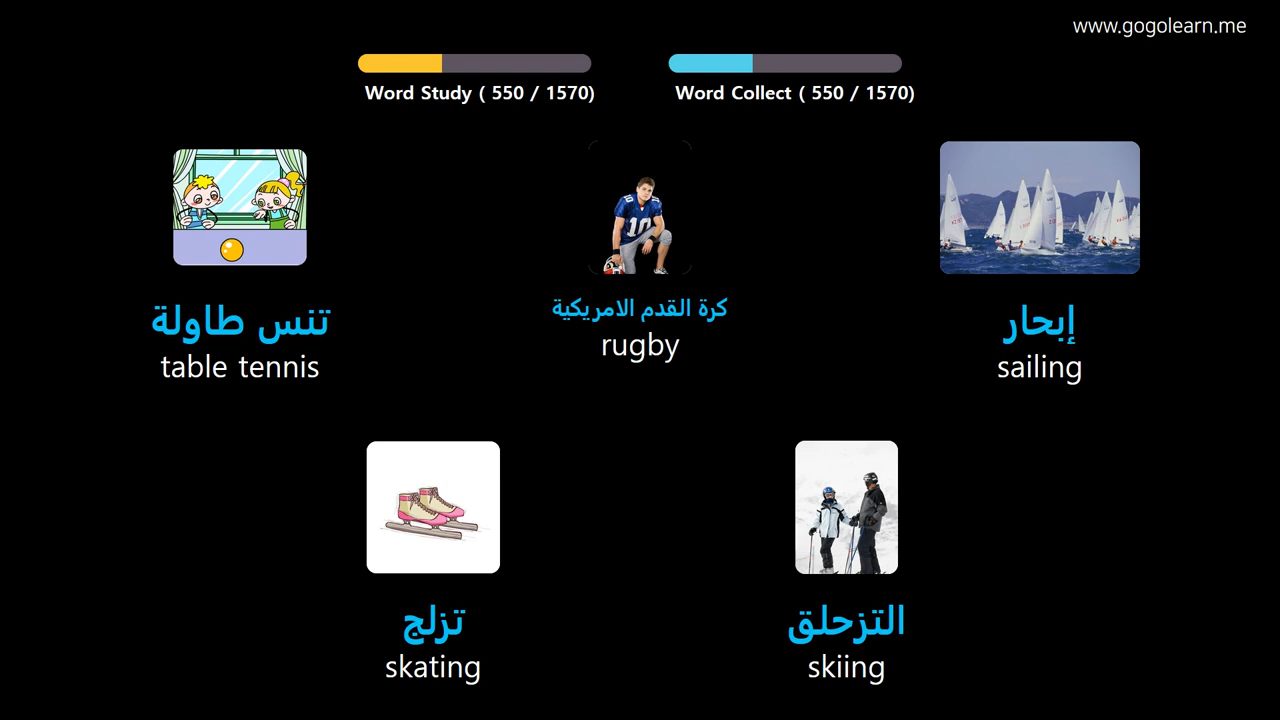 www.gogolearn.me
Word Study ( 550 / 1570)
Word Collect ( 550 / 1570)
تنس طاولة
table tennis
كرة القدم الامريكية
rugby
إبحار
sailing
تزلج
skating
التزحلق
skiing